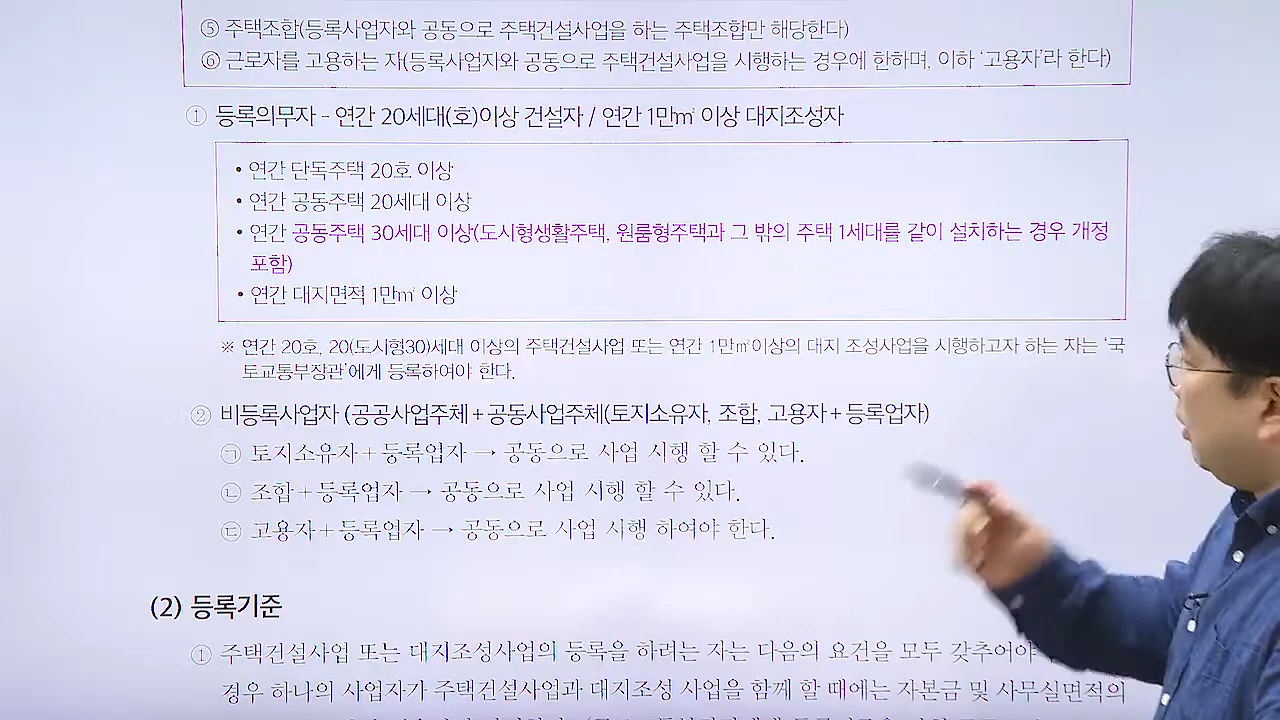 ⑤ 주택조합(등록사업자와 공동으로 주택건설사업을 하는 주택조합만 해당한다)
⑥ 근로자를 고용하는 자(등록사업자와 공동으로 주택건설사업을 시행하는 경우에 한하며, 이하 ‘고용자’라 한다)
① 등록의무자 – 연간 20세대(호)이상 건설자 / 연간 1만㎡ 이상 대지조성자
• 연간 단독주택 20호 이상
• 연간 공동주택 20세대 이상
• 연간 공동주택 30세대 이상(도시형생활주택, 원룸형주택과 그 밖의 주택 1세대를 같이 설치하는 경우 개정
포함)
• 연간 대지면적 1만㎡ 이상
※ 연간 20호, 20(도시형30)세대 이상의 주택건설사업 또는 연간 1만㎡이상의 대지 조성사업을 시행하고자 하는 자는 ‘국
토교통부장관’에게 등록하여야 한다.
② 비등록사업자 (공공사업주체 + 공동사업주체(토지소유자, 조합, 고용자 + 등록업자)
㉠ 토지소유자＋등록업자 → 공동으로 사업 시행 할 수 있다.
㉡ 조합＋등록업자 → 공동으로 사업 시행 할 수 있다.
㉢ 고용자＋등록업자 → 공동으로 사업 시행 하여야 한다.
(2) 등록기준
① 주택건설사업 또는 대지조성사업의 등록을 하려는 자는 다음의 요건을 모두 갖추어야
경우 하나의 사업자가 주택건설사업과 대지조성 사업을 함께 할 때에는 자본금 및 사무실면적의